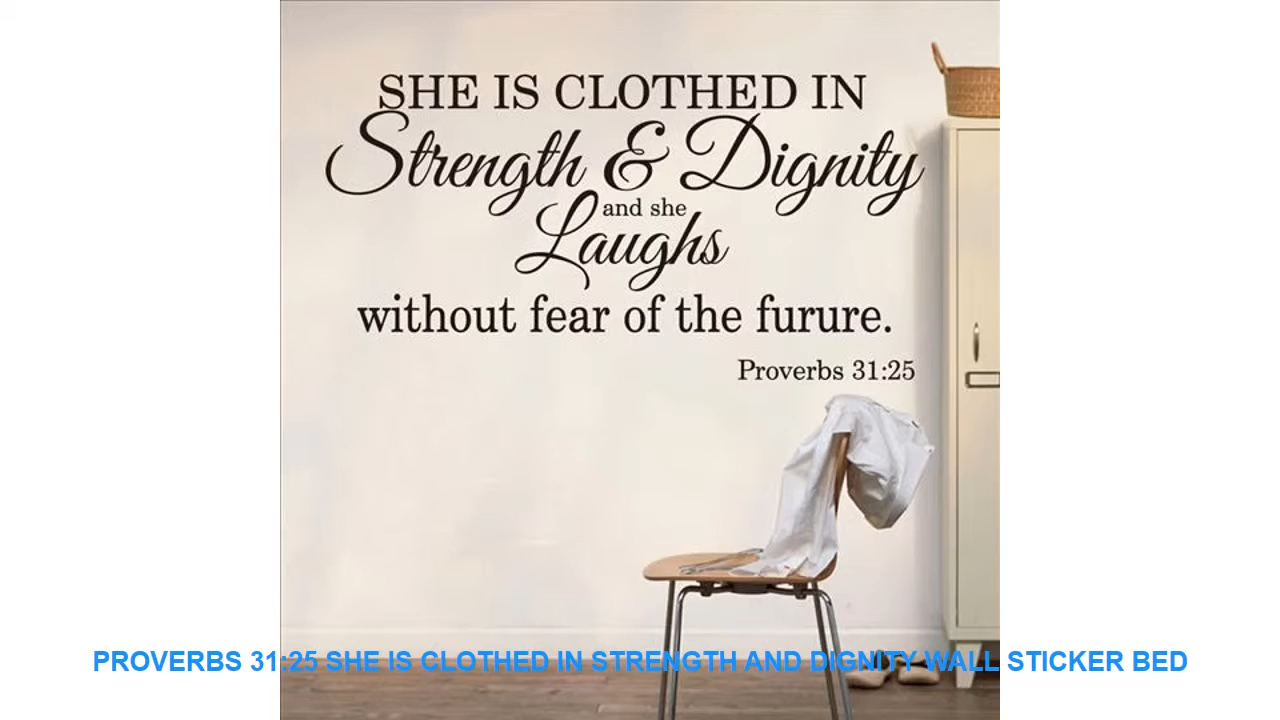 SHE IS CLOTHED IN
Strength & Dignity
and she
Laughs
without fear of the furure.
Proverbs 31:25
PROVERBS 31:25 SHE IS CLOTHED IN STRENGTH AND DIGNITY WALL STICKER BED